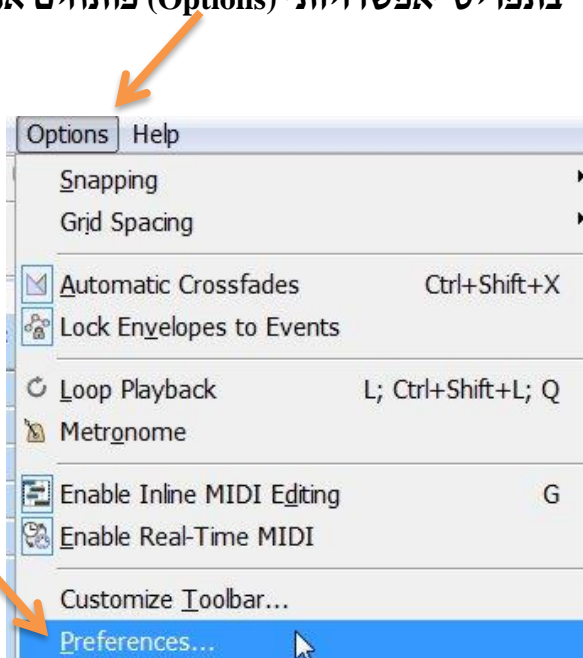 בתפריט אפשרויות (Options) פותחים
Options Help
Snapping
Grid Spacing
Automatic Crossfades Ctrl+Shift+X
Lock Envelopes to Events
Loop Playback L; Ctrl+Shift+L; Q
Metronome
Enable Inline MIDI Editing G
Enable Real-Time MIDI
Customize Toolbar...
Preferences...